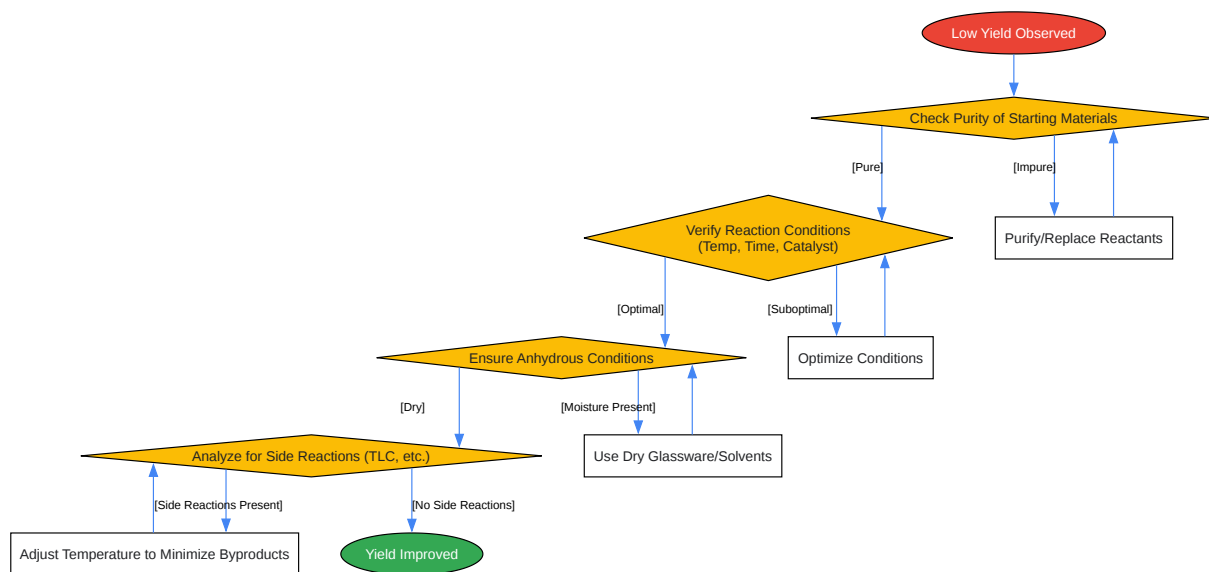 Low Yield Observed
Check Purity of Starting Materials
[Pure]
[Impure]
Verify Reaction Conditions
(Temp, Time, Catalyst)
Purify/Replace Reactants
[Optimal]
[Suboptimal]
Ensure Anhydrous Conditions
Optimize Conditions
[Dry]
[Moisture Present]
Analyze for Side Reactions (TLC, etc.)
Use Dry Glassware/Solvents
[Side Reactions Present]
[No Side Reactions]
Adjust Temperature to Minimize Byproducts
Yield Improved